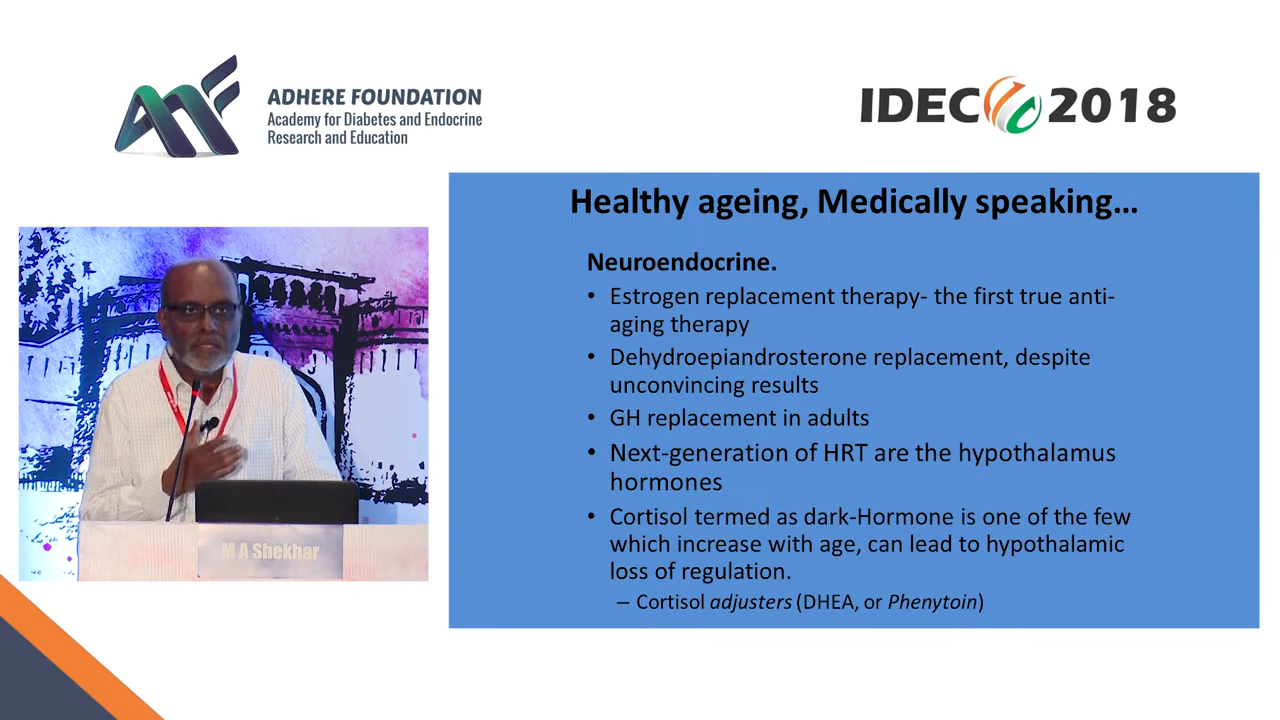 ADHERE FOUNDATION
Academy for Diabetes and Endocrine
Research and Education
IDEC 2018
Healthy ageing, Medically speaking…
Neuroendocrine.
• Estrogen replacement therapy- the first true anti-
aging therapy
• Dehydroepiandrosterone replacement, despite
unconvincing results
• GH replacement in adults
• Next-generation of HRT are the hypothalamus
hormones
• Cortisol termed as dark-Hormone is one of the few
which increase with age, can lead to hypothalamic
loss of regulation.
– Cortisol adjusters (DHEA, or Phenytoin)
M A Shekhar